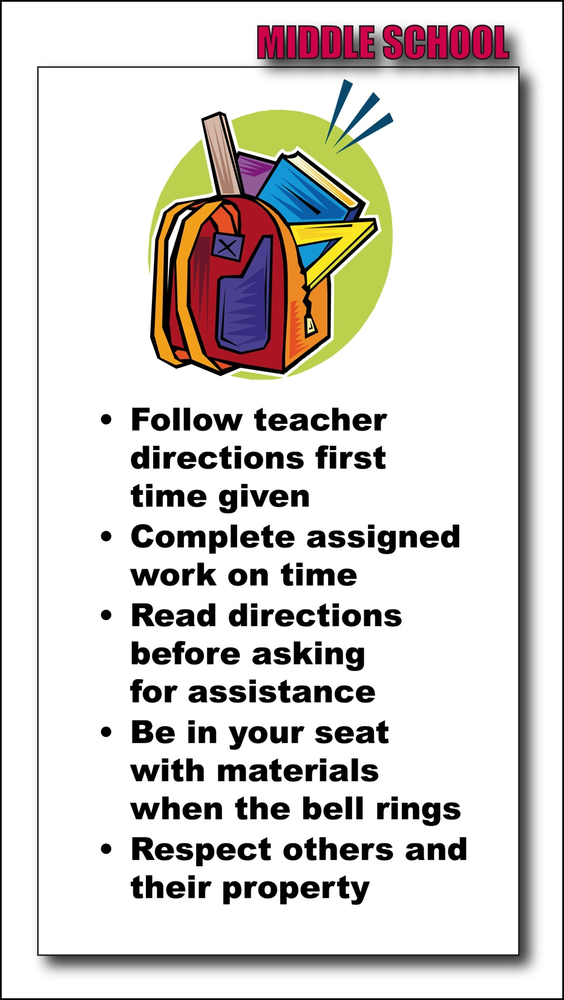 MIDDLE SCHOOL
• Follow teacher
directions first
time given
• Complete assigned
work on time
• Read directions
before asking
for assistance
• Be in your seat
with materials
when the bell rings
• Respect others and
their property